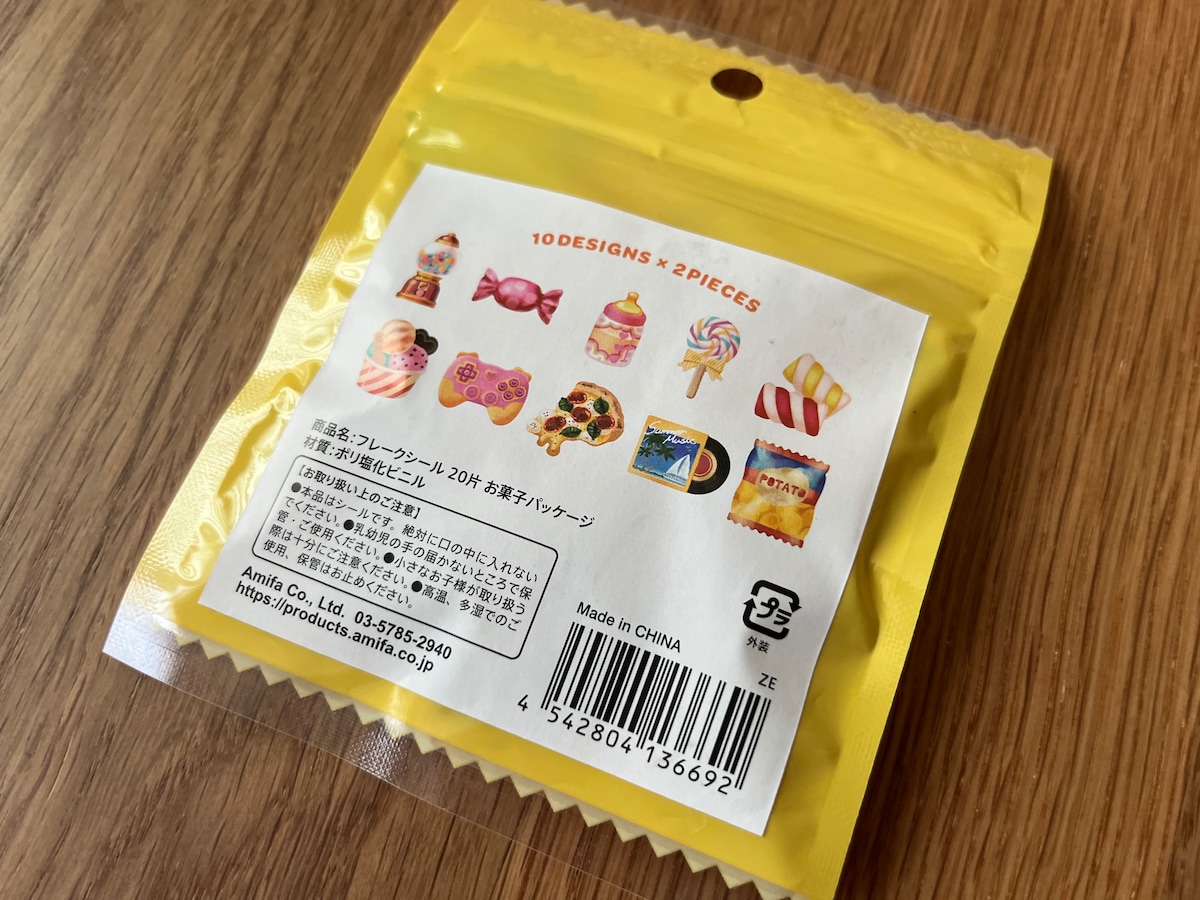 10 DESIGNS × 2 PIECES
Sunset
Music
POTATO
商品名:フレークシール 20片 お菓子パッケージ
材質:ポリ塩化ビニル
【お取り扱い上のご注意】
●本品はシールです。絶対に口の中に入れない
でください。●乳幼児の手の届かないところで保
管・ご使用ください。●小さなお子様が取り扱う
際は十分にご注意ください。●高温、多湿でのご
使用、保管はお止めください。
Amifa Co., Ltd. 03-5785-2940
https://products.amifa.co.jp
Made in CHINA
プラ
外装
ZE
4 542804 136692